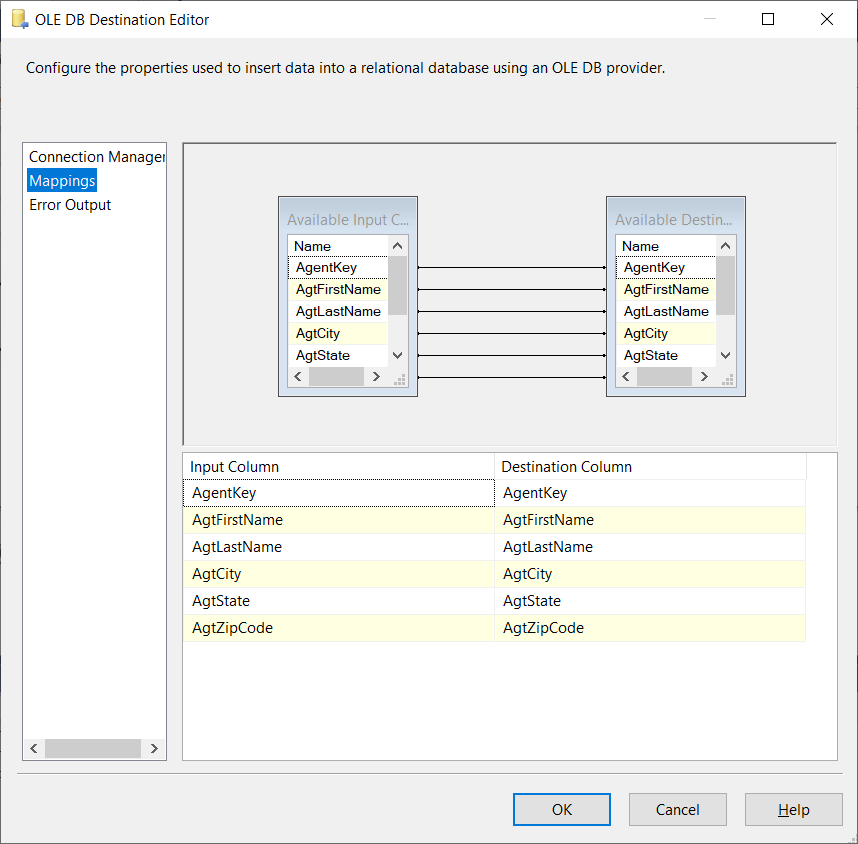 OLE DB Destination Editor
Configure the properties used to insert data into a relational database using an OLE DB provider.
Connection Manager
Mappings
Error Output
Available Input C...
Name
AgentKey
AgtFirstName
AgtLastName
AgtCity
AgtState
Available Destin...
Name
AgentKey
AgtFirstName
AgtLastName
AgtCity
AgtState
Input Column Destination Column
AgentKey AgentKey
AgtFirstName AgtFirstName
AgtLastName AgtLastName
AgtCity AgtCity
AgtState AgtState
AgtZipCode AgtZipCode
OK Cancel Help